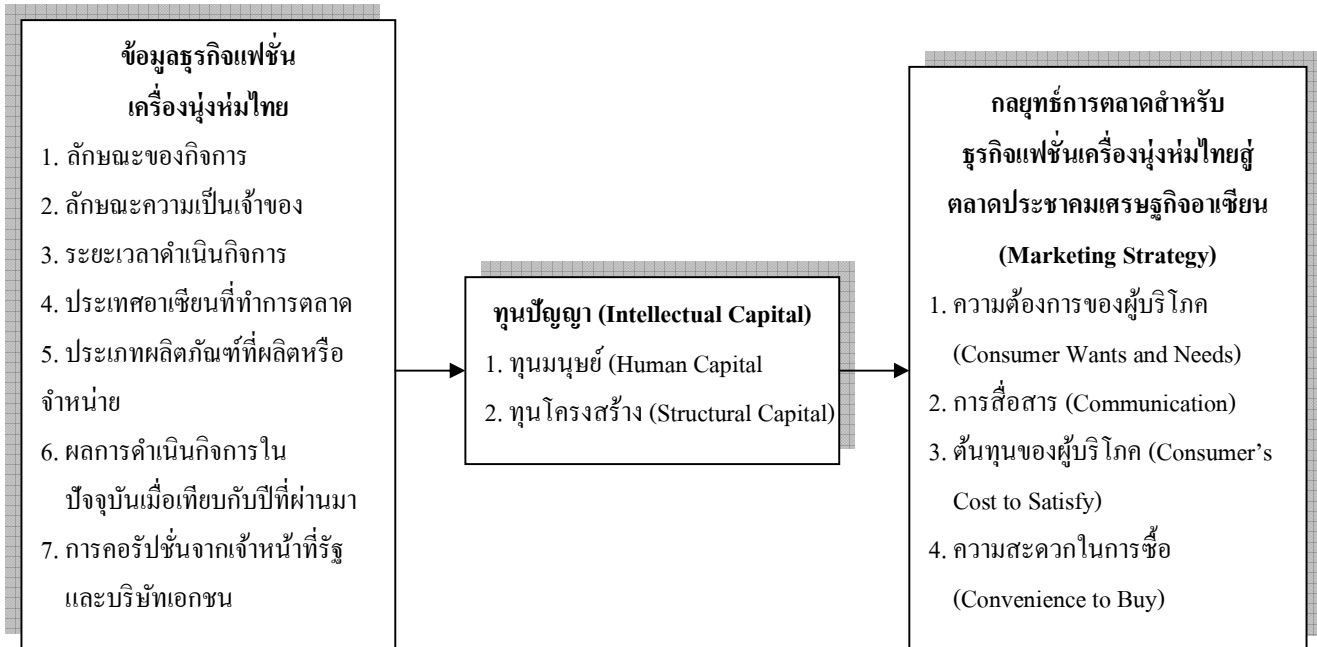 ข้อมูลธุรกิจแฟชั่น
เครื่องนุ่งห่มไทย
1. ลักษณะของกิจการ
2. ลักษณะความเป็นเจ้าของ
3. ระยะเวลาดำเนินกิจการ
4. ประเทศอาเซียนที่ทำการตลาด
5. ประเภทผลิตภัณฑ์ที่ผลิตหรือ
จำหน่าย
6. ผลการดำเนินกิจการใน
ปัจจุบันเมื่อเทียบกับปีที่ผ่านมา
7. การคอรัปชั่นจากเจ้าหน้าที่รัฐ
และบริษัทเอกชน
ทุนปัญญา (Intellectual Capital)
1. ทุนมนุษย์ (Human Capital
2. ทุนโครงสร้าง (Structural Capital)
กลยุทธ์การตลาดสำหรับ
ธุรกิจแฟชั่นเครื่องนุ่งห่มไทยสู่
ตลาดประชาคมเศรษฐกิจอาเซียน
(Marketing Strategy)
1. ความต้องการของผู้บริโภค
(Consumer Wants and Needs)
2. การสื่อสาร (Communication)
3. ต้นทุนของผู้บริโภค (Consumer’s
Cost to Satisfy)
4. ความสะดวกในการซื้อ
(Convenience to Buy)